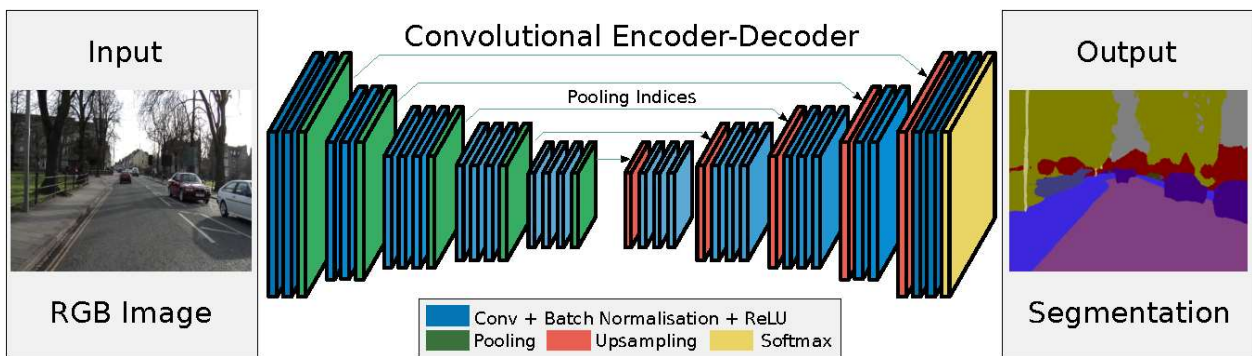 Input
RGB Image
Convolutional Encoder-Decoder
Pooling Indices
Conv + Batch Normalisation + ReLU
Pooling Upsampling Softmax
Output
Segmentation